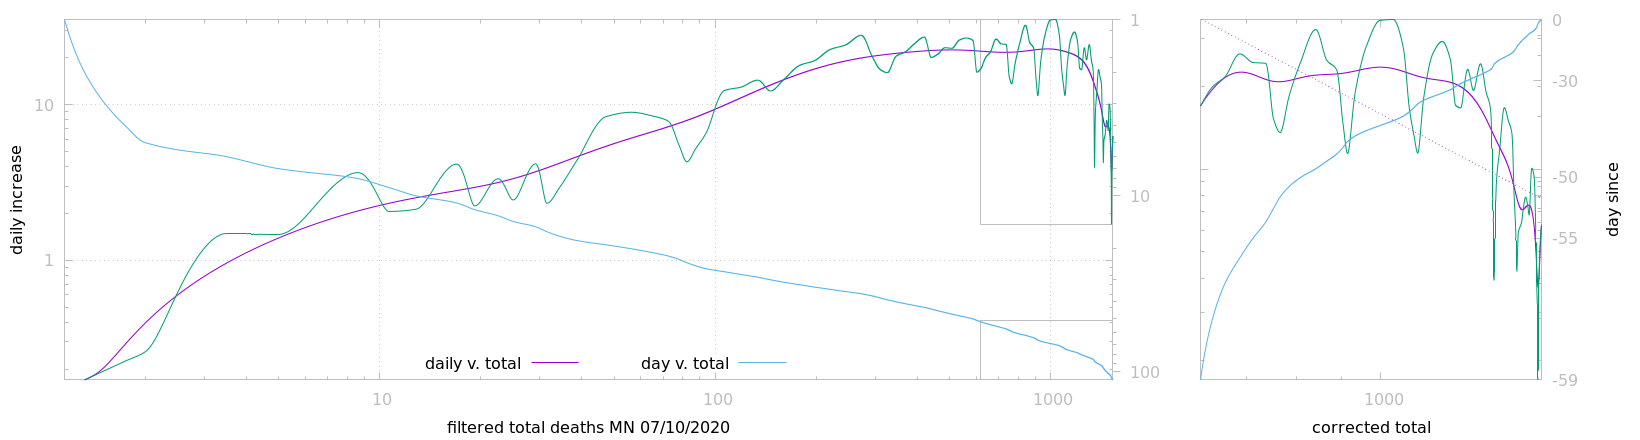 daily increase
10
1
10
100
1000
1
10
100
daily v. total
day v. total
filtered total deaths MN 07/10/2020
1000
corrected total
0
-30
-50
-55
-59
day since